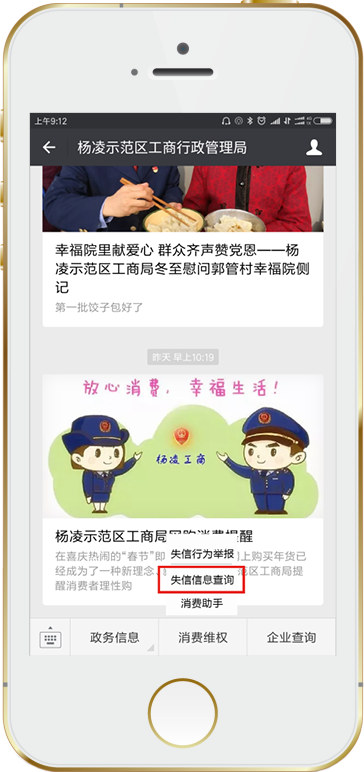 上午9:12
杨凌示范区工商行政管理局
幸福院里献爱心 群众齐声赞党恩——杨
凌示范区工商局冬至慰问郭管村幸福院侧
记
第一批饺子包好了
昨天 早上10:19
放心消费，幸福生活！
杨凌工商
杨凌示范区工商局网购消费提醒
在喜庆热闹的“春节”即
上购买年货已
经成为了一种新理念
范区工商局提
醒消费者理性购
失信行为举报
失信信息查询
消费助手
政务信息
消费维权
企业查询